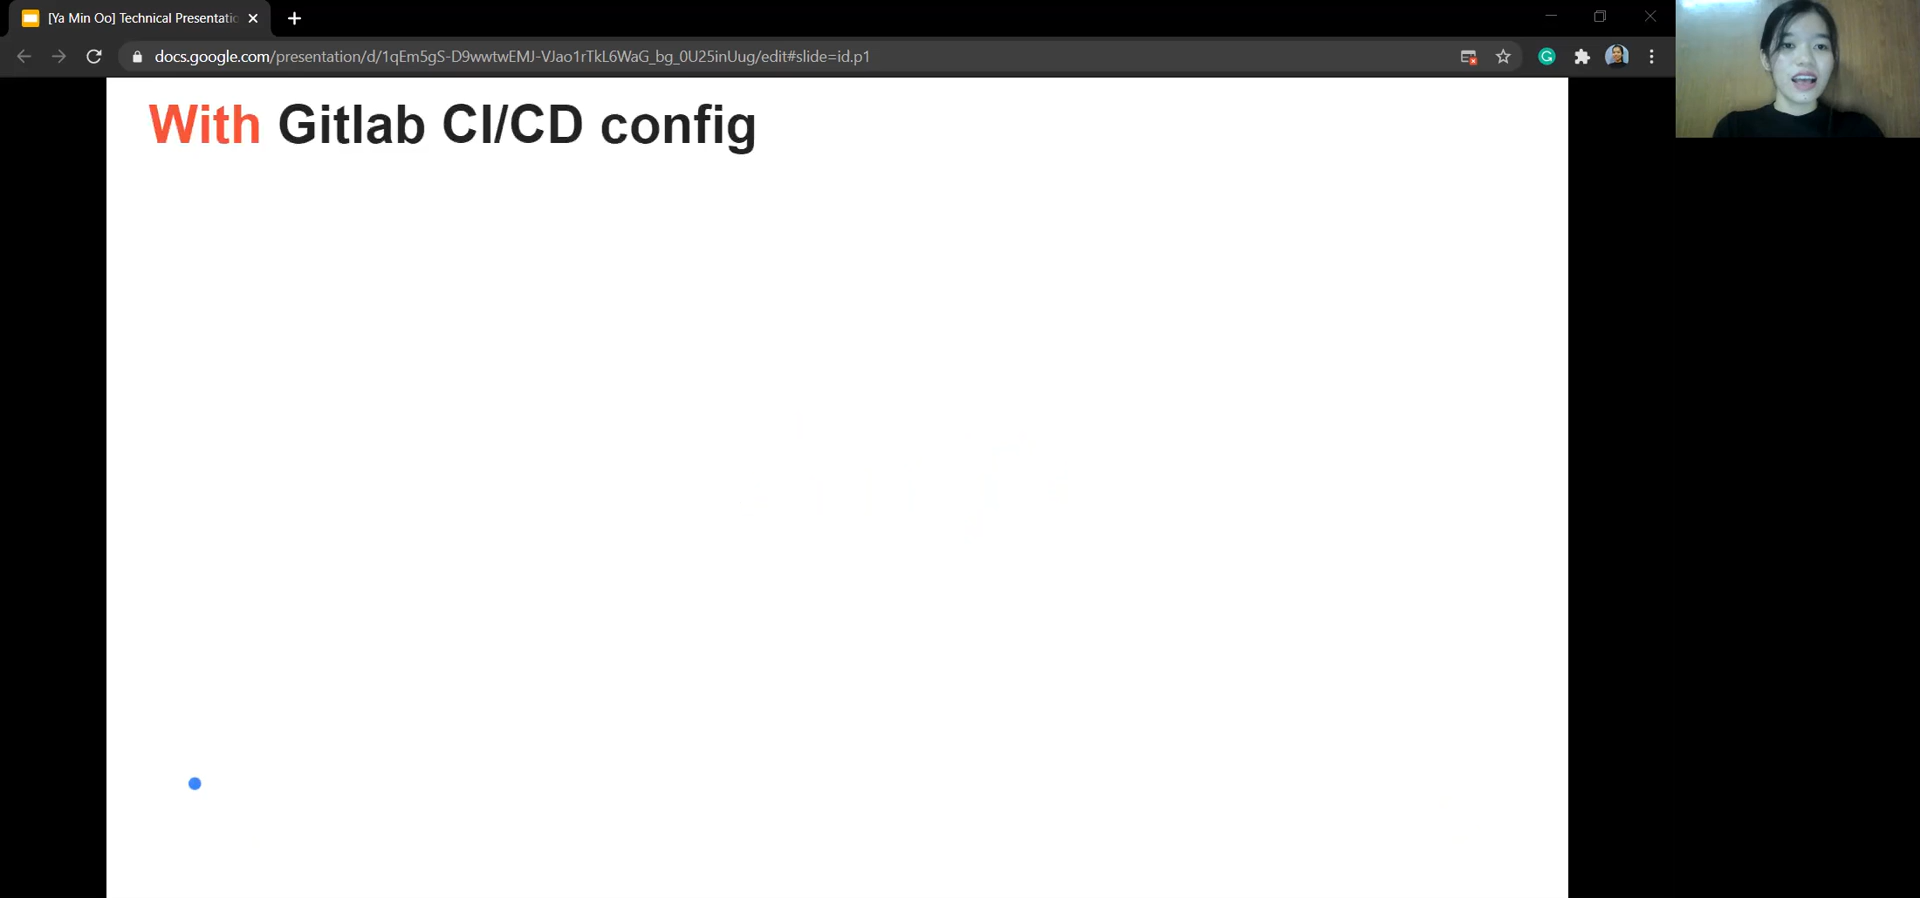 [Ya Min Oo] Technical Presentatio
docs.google.com/presentation/d/1qEm5gS-D9wwtwEMJ-VJao1rTkL6WaG_bg_0U25inUug/edit#slide=id.p1
With Gitlab CI/CD config